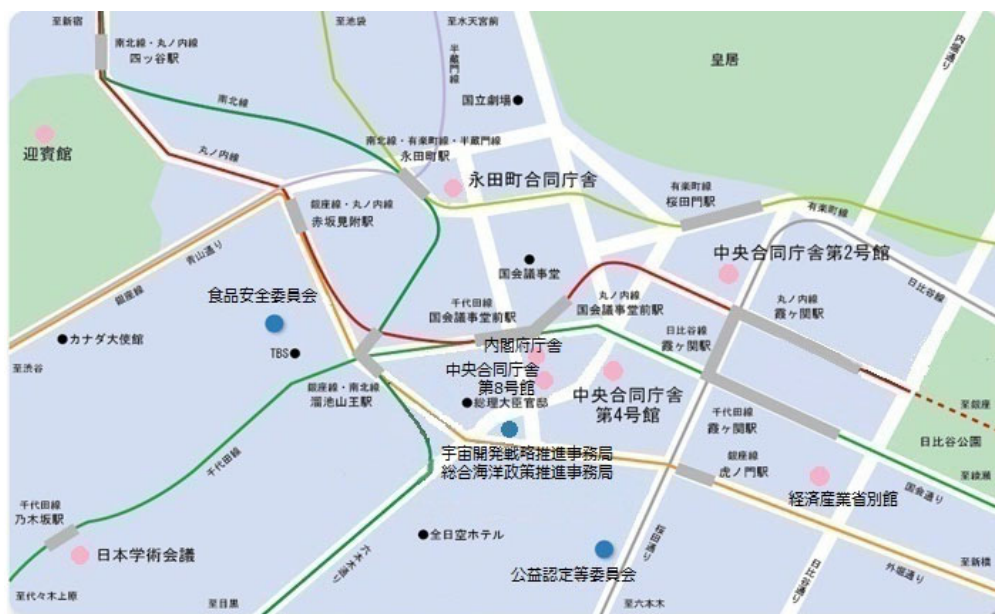 至新宿
至池袋
至水天宮前
南北線・丸ノ内線
四ッ谷駅
半蔵門線
内堀通り
皇居
南北線
国立劇場
迎賓館
丸ノ内線
南北線・有楽町線・半蔵門線
永田町駅
永田町合同庁舎
有楽町線
桜田門駅
銀座線・丸ノ内線
赤坂見附駅
有楽町線
青山通り
中央合同庁舎第2号館
国会議事堂
日比谷線
銀座線
食品安全委員会
千代田線
国会議事堂前駅
丸ノ内線
国会議事堂前駅
丸ノ内線
霞ヶ関駅
カナダ大使館
TBS
日比谷線
霞ヶ関駅
内閣府庁舎
至渋谷
中央合同庁舎
第8号館
中央合同庁舎
第4号館
銀座線・南北線
溜池山王駅
総理大臣官邸
至銀座
千代田線
霞ヶ関駅
日比谷公園
宇宙開発戦略推進事務局
総合海洋政策推進事務局
銀座線
虎ノ門駅
千代田線
至綾瀬
経済産業省別館
国会通り
千代田線
乃木坂駅
全日空ホテル
桜田通り
日本学術会議
六本木通り
公益認定等委員会
外堀通り
至新橋
日比谷通り
至代々木上原
至目黒
至六本木